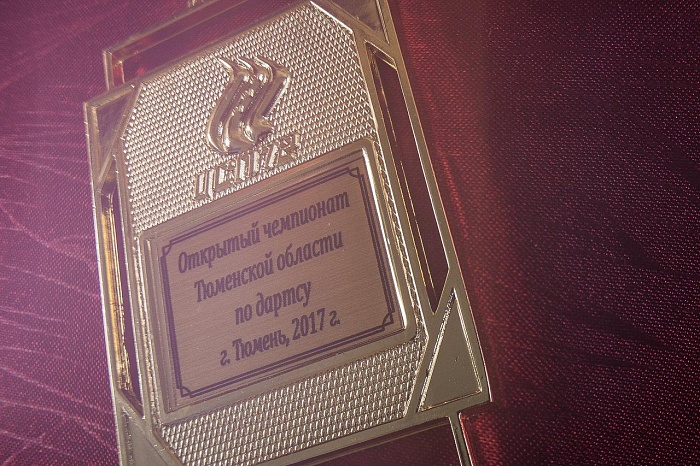 Открытый чемпионат
Тюменской области
по дартсу
г. Тюмень, 2017 г.